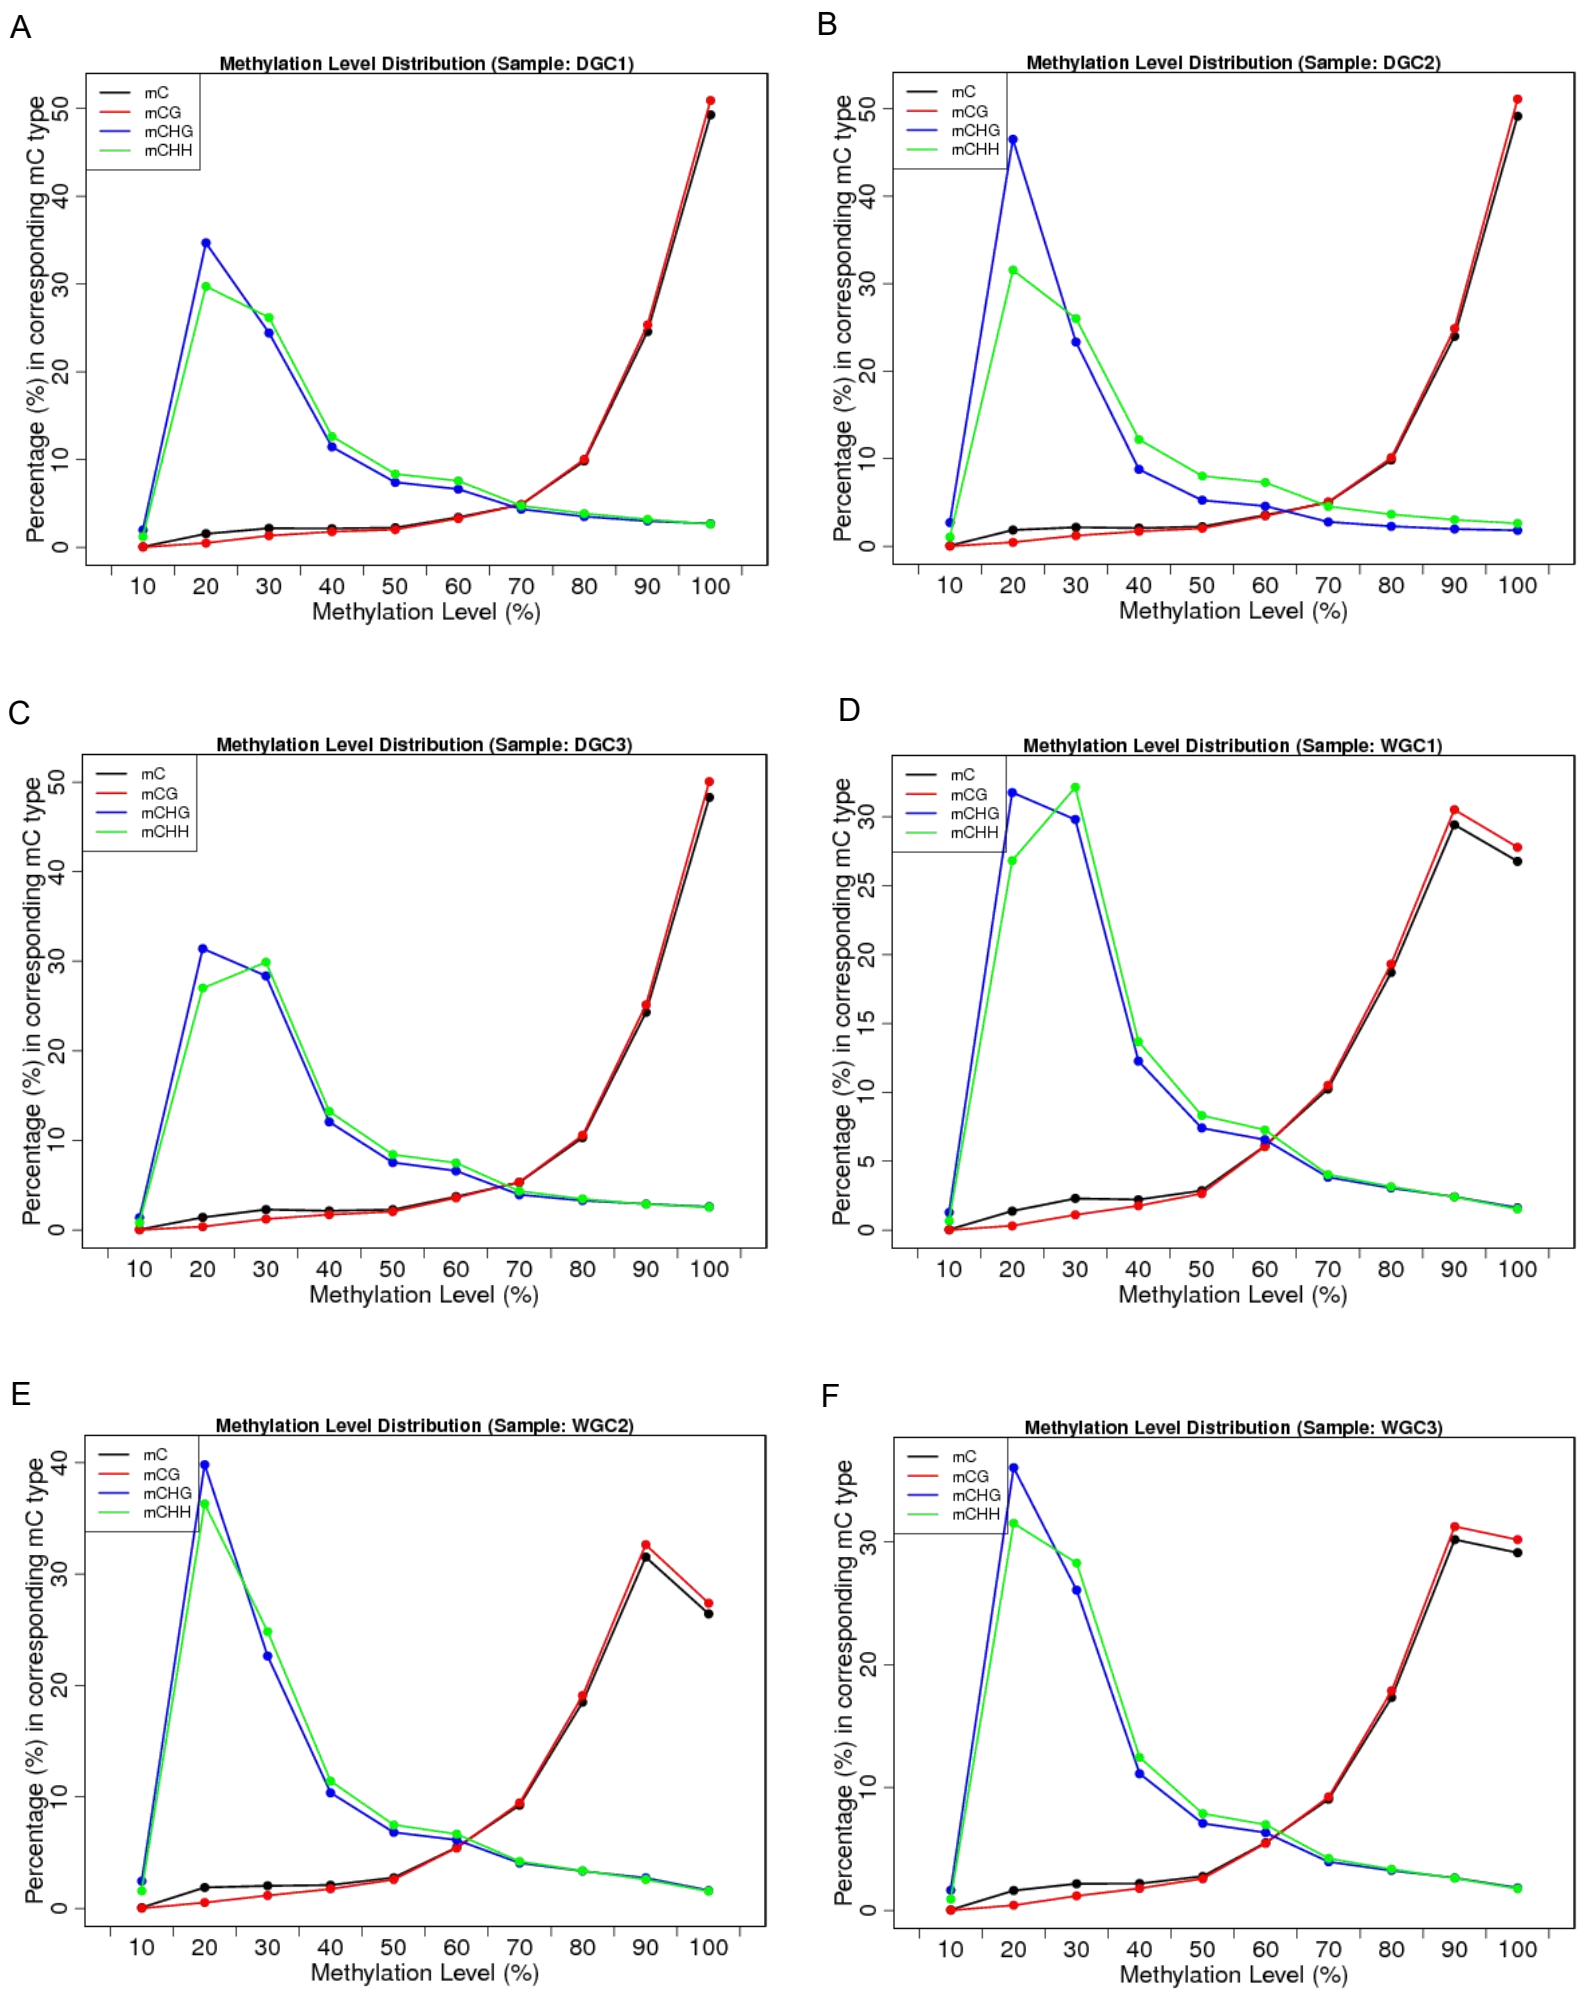 A
Methylation Level Distribution (Sample: DGC1)
mC
mCG
mCHG
mCHH
Percentage (%) in corresponding mC type
0 10 20 30 40 50
10 20 30 40 50 60 70 80 90 100
Methylation Level (%)
B
Methylation Level Distribution (Sample: DGC2)
mC
mCG
mCHG
mCHH
Percentage (%) in corresponding mC type
0 10 20 30 40 50
10 20 30 40 50 60 70 80 90 100
Methylation Level (%)
C
Methylation Level Distribution (Sample: DGC3)
mC
mCG
mCHG
mCHH
Percentage (%) in corresponding mC type
0 10 20 30 40 50
10 20 30 40 50 60 70 80 90 100
Methylation Level (%)
D
Methylation Level Distribution (Sample: WGC1)
mC
mCG
mCHG
mCHH
Percentage (%) in corresponding mC type
0 5 10 15 20 25 30
10 20 30 40 50 60 70 80 90 100
Methylation Level (%)
E
Methylation Level Distribution (Sample: WGC2)
mC
mCG
mCHG
mCHH
Percentage (%) in corresponding mC type
0 10 20 30 40
10 20 30 40 50 60 70 80 90 100
Methylation Level (%)
F
Methylation Level Distribution (Sample: WGC3)
mC
mCG
mCHG
mCHH
Percentage (%) in corresponding mC type
0 10 20 30
10 20 30 40 50 60 70 80 90 100
Methylation Level (%)